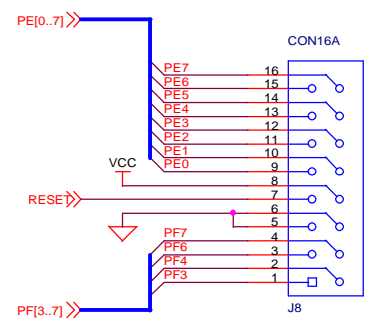 PE[0..7]
CON16A
PE7 16
PE6 15
PE5 14
PE4 13
PE3 12
PE2 11
PE1 10
PE0 9
VCC 8
RESET 7
6
5
PF7 4
PF6 3
PF4 2
PF3 1
PF[3..7]
J8